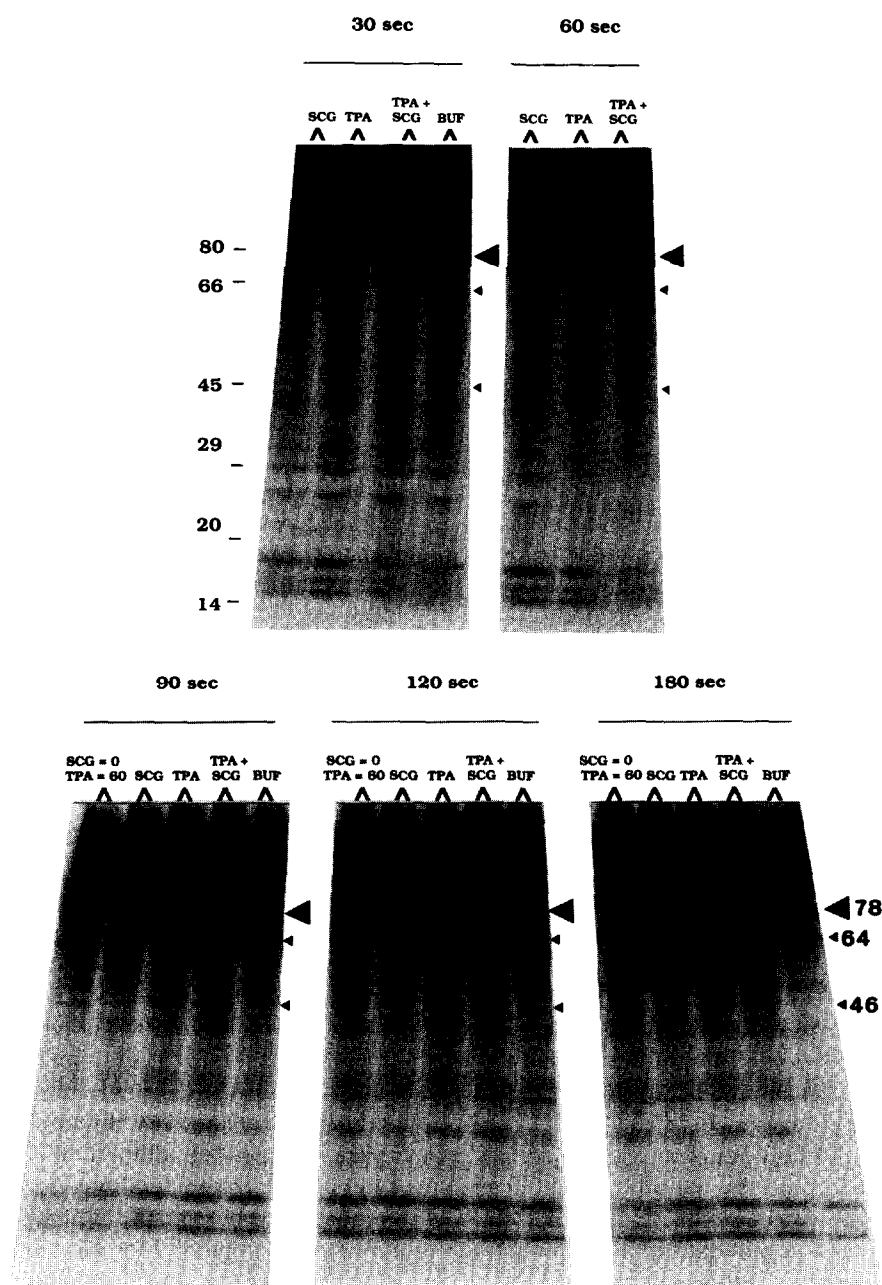 30 sec 60 sec
TPA + TPA +
SCG TPA SCG BUF SCG TPA SCG
80
66
45
29
20
14
90 sec 120 sec 180 sec
SCG = 0 TPA + SCG = 0 TPA + SCG = 0 TPA +
TPA = 60 SCG TPA SCG BUF TPA = 60 SCG TPA SCG BUF TPA = 60 SCG TPA SCG BUF
78
64
46